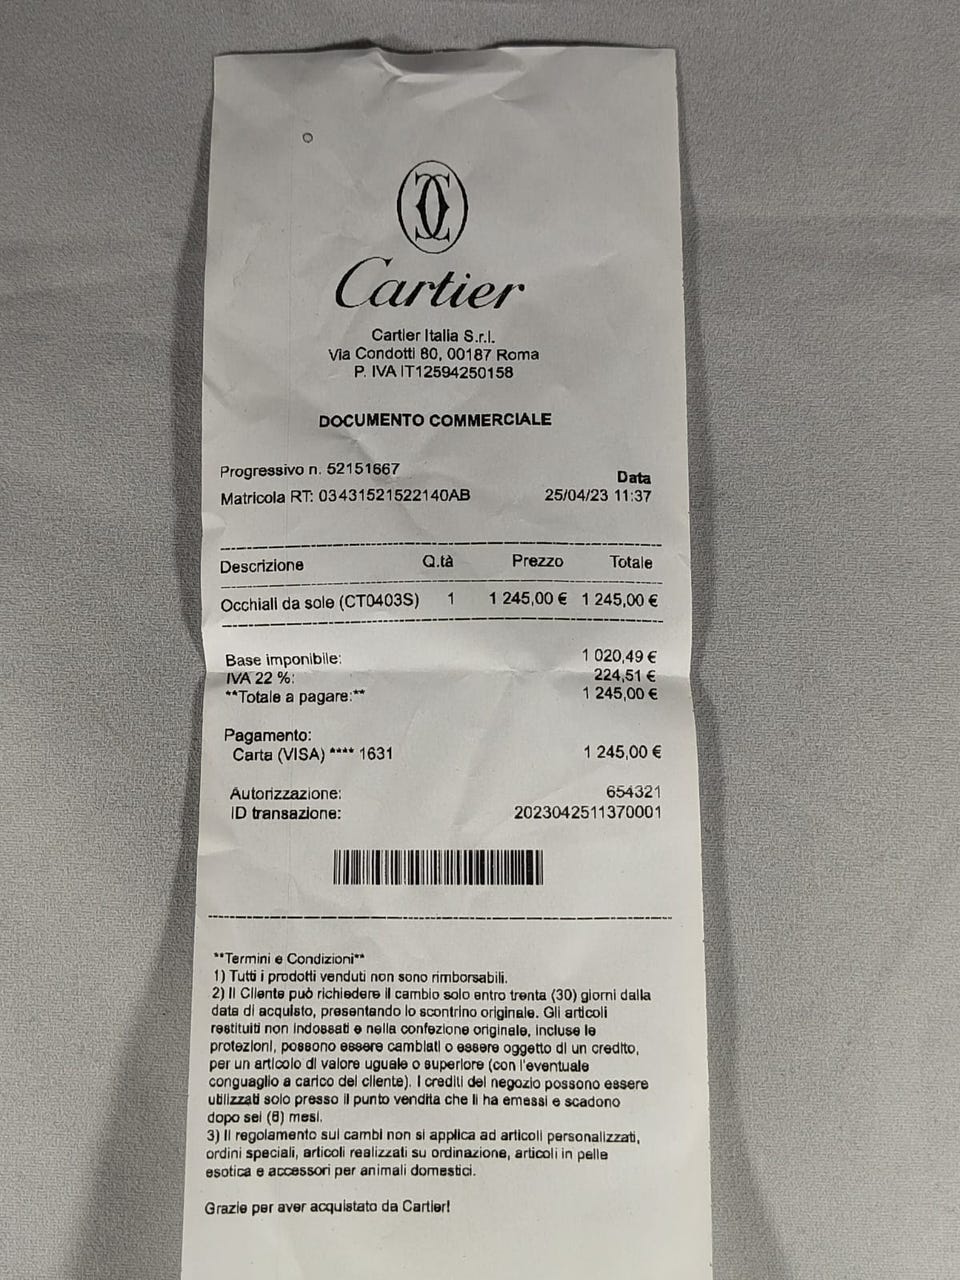 Cartier
Cartier Italia S.r.l.
Via Condotti 80, 00187 Roma
P. IVA IT12594250158
DOCUMENTO COMMERCIALE
Progressivo n. 52151667
Data
Matricola RT: 03431521522140AB 25/04/23 11:37
Descrizione Q.tà Prezzo Totale
Occhiali da sole (CT0403S) 1 1 245,00 € 1 245,00 €
Base imponibile: 1 020,49 €
IVA 22 %: 224,51 €
**Totale a pagare:** 1 245,00 €
Pagamento:
Carta (VISA) **** 1631 1 245,00 €
Autorizzazione: 654321
ID transazione: 2023042511370001
**Termini e Condizioni**
1) Tutti i prodotti venduti non sono rimborsabili.
2) Il Cliente può richiedere il cambio solo entro trenta (30) giorni dalla
data di acquisto, presentando lo scontrino originale. Gli articoli
restituiti non indossati e nella confezione originale, incluse le
protezioni, possono essere cambiati o essere oggetto di un credito,
per un articolo di valore uguale o superiore (con l'eventuale
conguaglio a carico del cliente). I crediti del negozio possono essere
utilizzati solo presso il punto vendita che li ha emessi e scadono
dopo sei (6) mesi.
3) Il regolamento sui cambi non si applica ad articoli personalizzati,
ordini speciali, articoli realizzati su ordinazione, articoli in pelle
esotica e accessori per animali domestici.
Grazie per aver acquistato da Cartier!